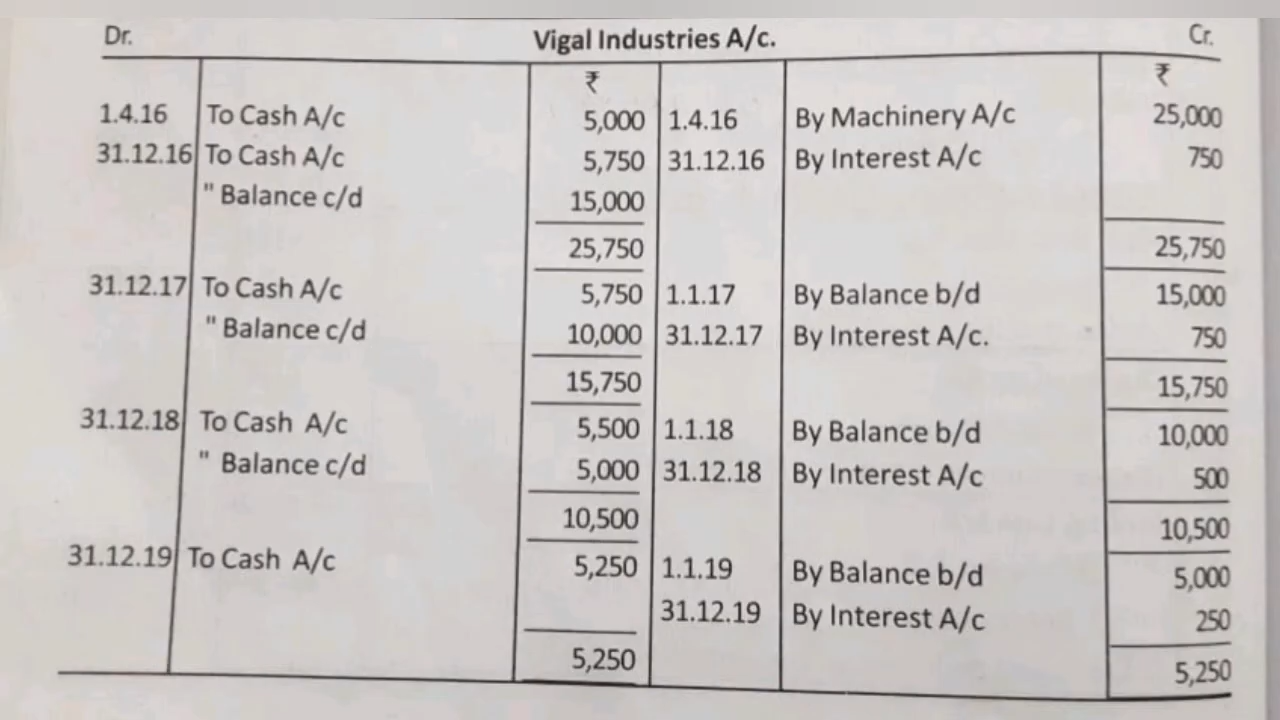 Dr. Vigal Industries A/c. Cr.
₹ ₹
1.4.16 To Cash A/c 5,000 1.4.16 By Machinery A/c 25,000
31.12.16 To Cash A/c 5,750 31.12.16 By Interest A/c 750
" Balance c/d 15,000
25,750 25,750
31.12.17 To Cash A/c 5,750 1.1.17 By Balance b/d 15,000
" Balance c/d 10,000 31.12.17 By Interest A/c. 750
15,750 15,750
31.12.18 To Cash A/c 5,500 1.1.18 By Balance b/d 10,000
" Balance c/d 5,000 31.12.18 By Interest A/c 500
10,500 10,500
31.12.19 To Cash A/c 5,250 1.1.19 By Balance b/d 5,000
31.12.19 By Interest A/c 250
5,250 5,250